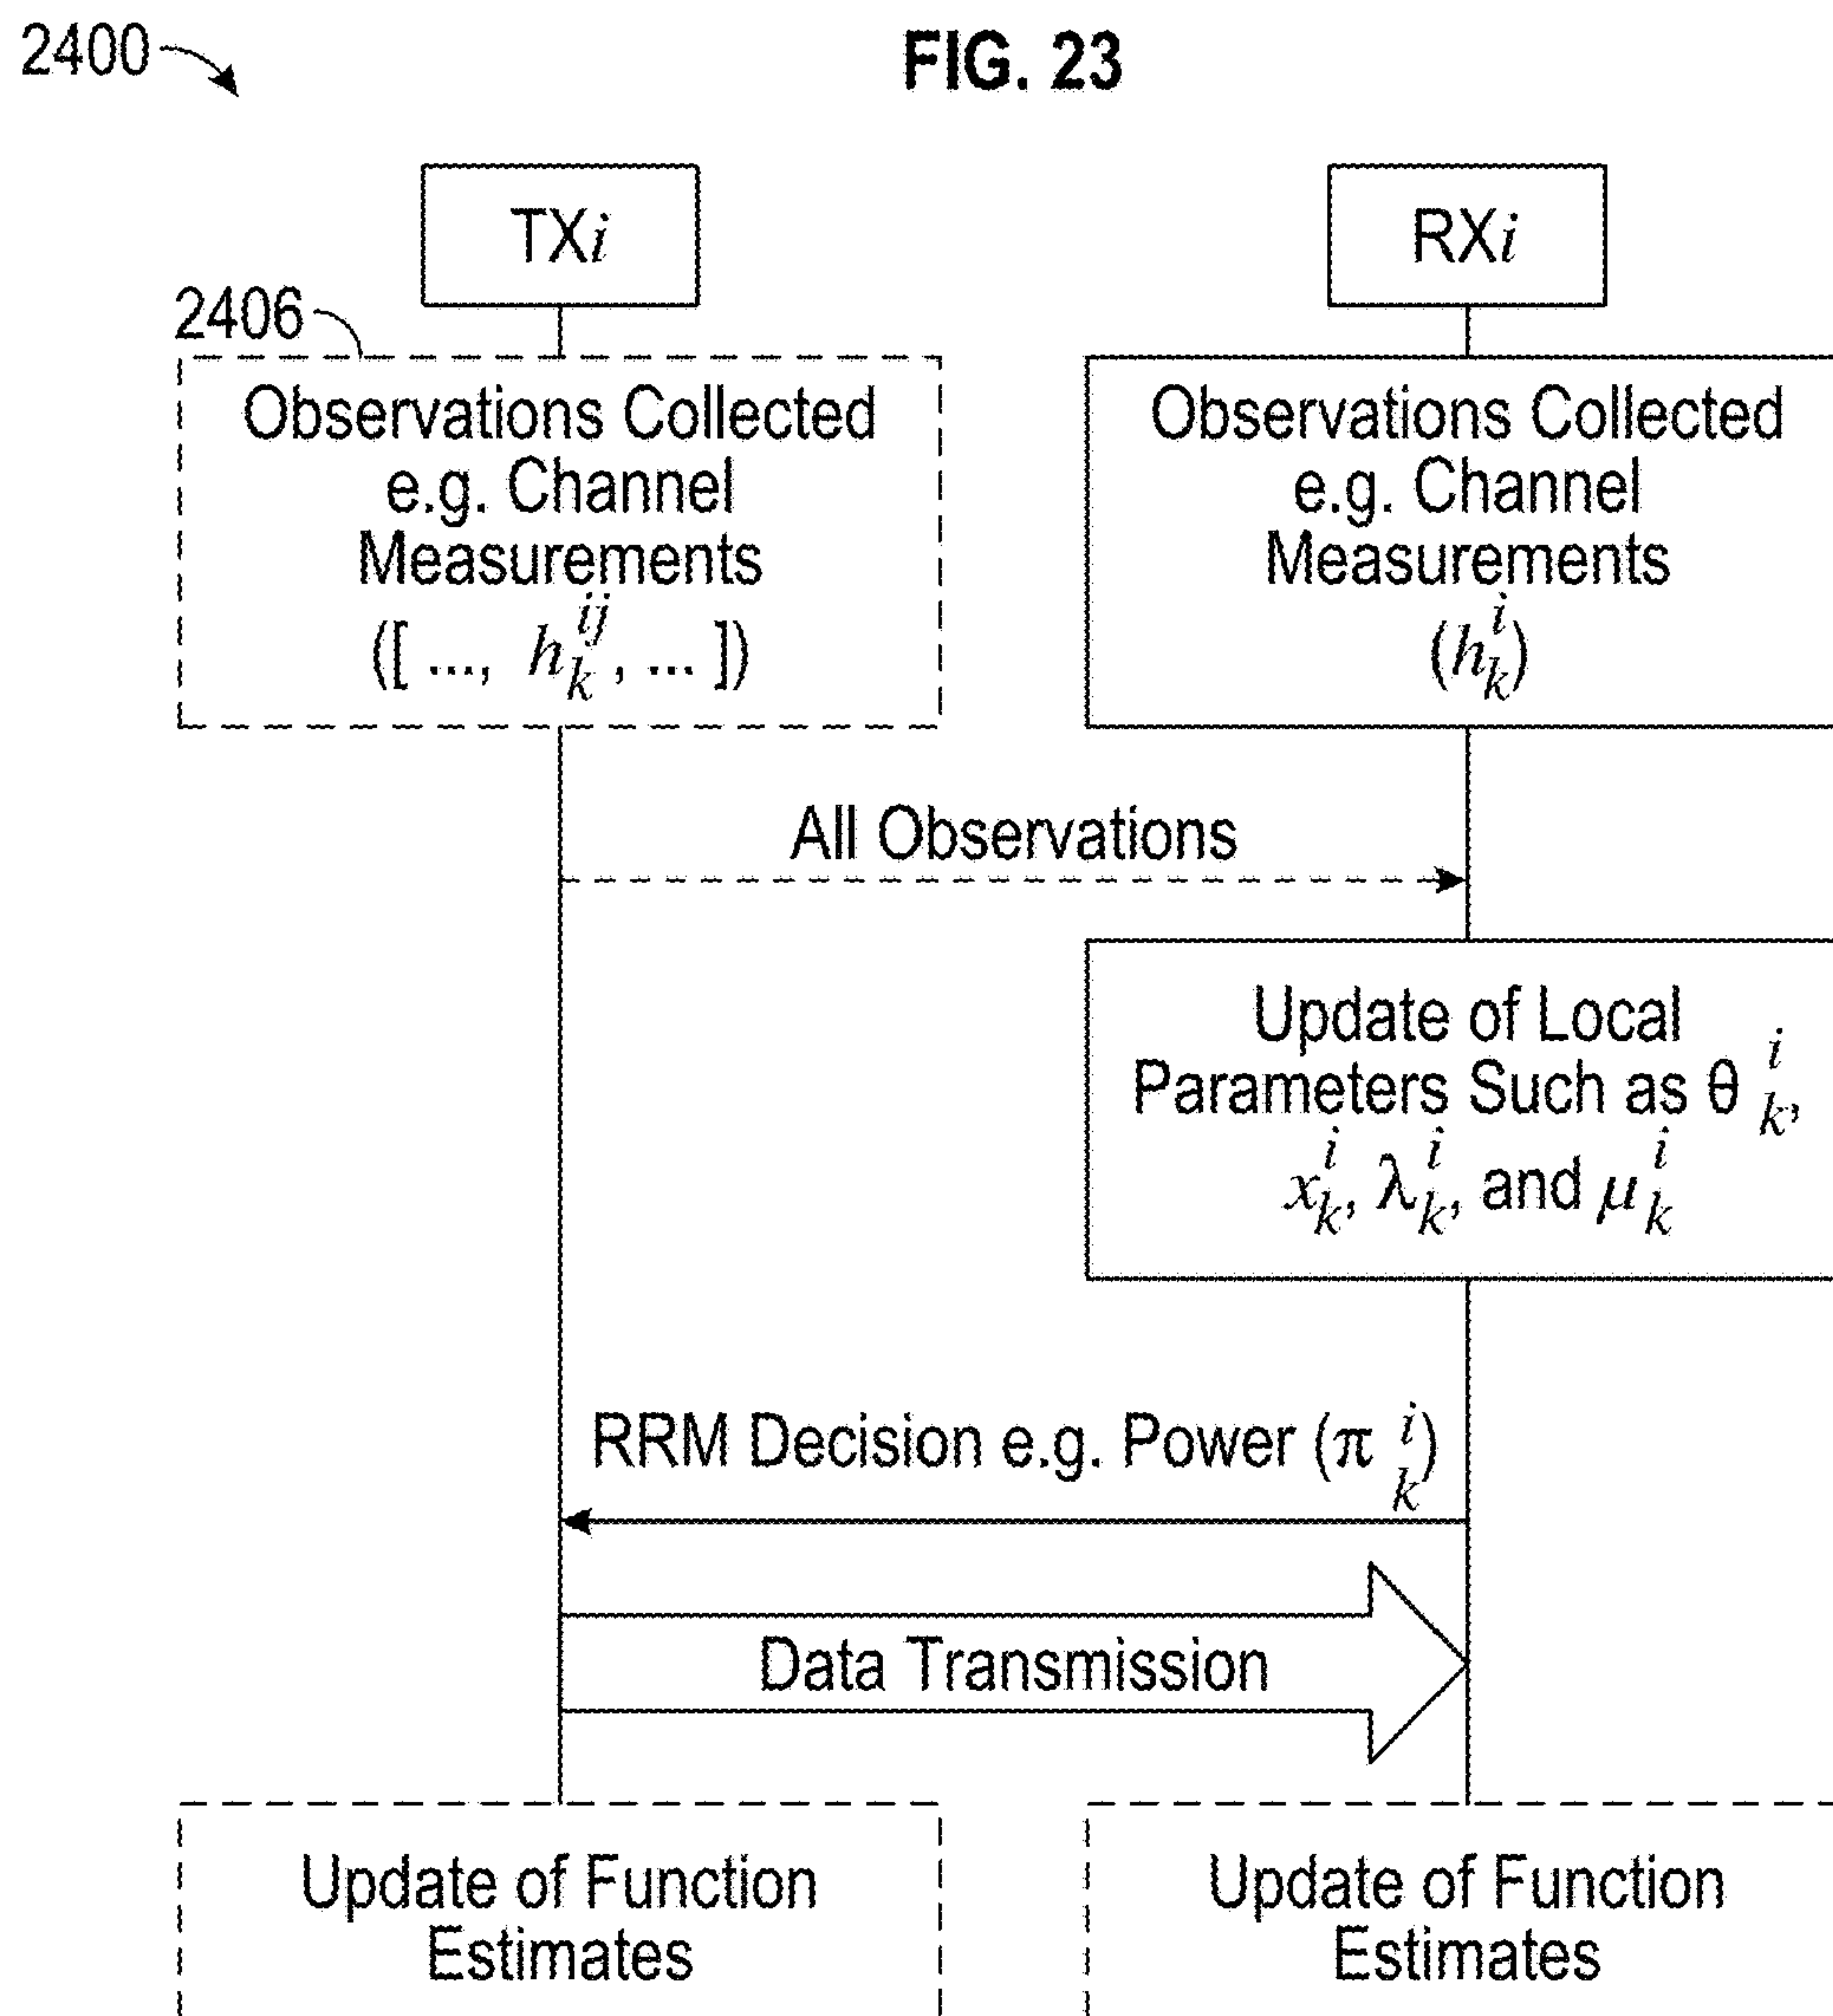 2400
FIG. 23
TXi
RXi
2406
Observations Collected
e.g. Channel
Measurements
([ ..., h_k^{ij}, ... ])
Observations Collected
e.g. Channel
Measurements
(h_k^i)
All Observations
Update of Local
Parameters Such as θ_k^i,
x_k^i, λ_k^i, and μ_k^i
RRM Decision e.g. Power (π_k^i)
Data Transmission
Update of Function
Estimates
Update of Function
Estimates